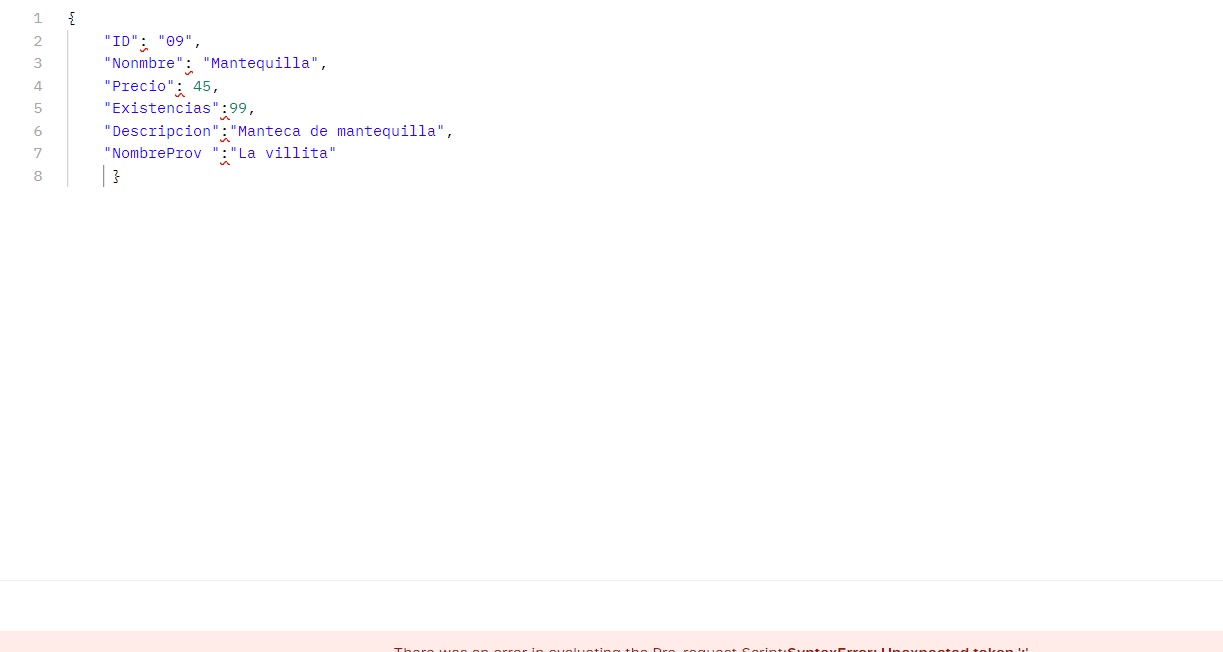 1 {
2 "ID": "09",
3 "Nonmbre": "Mantequilla",
4 "Precio": 45,
5 "Existencias":99,
6 "Descripcion":"Manteca de mantequilla",
7 "NombreProv ":"La villita"
8 }
There was an error in evaluating the Pre-request Script:SyntaxError: Unexpected token ':'